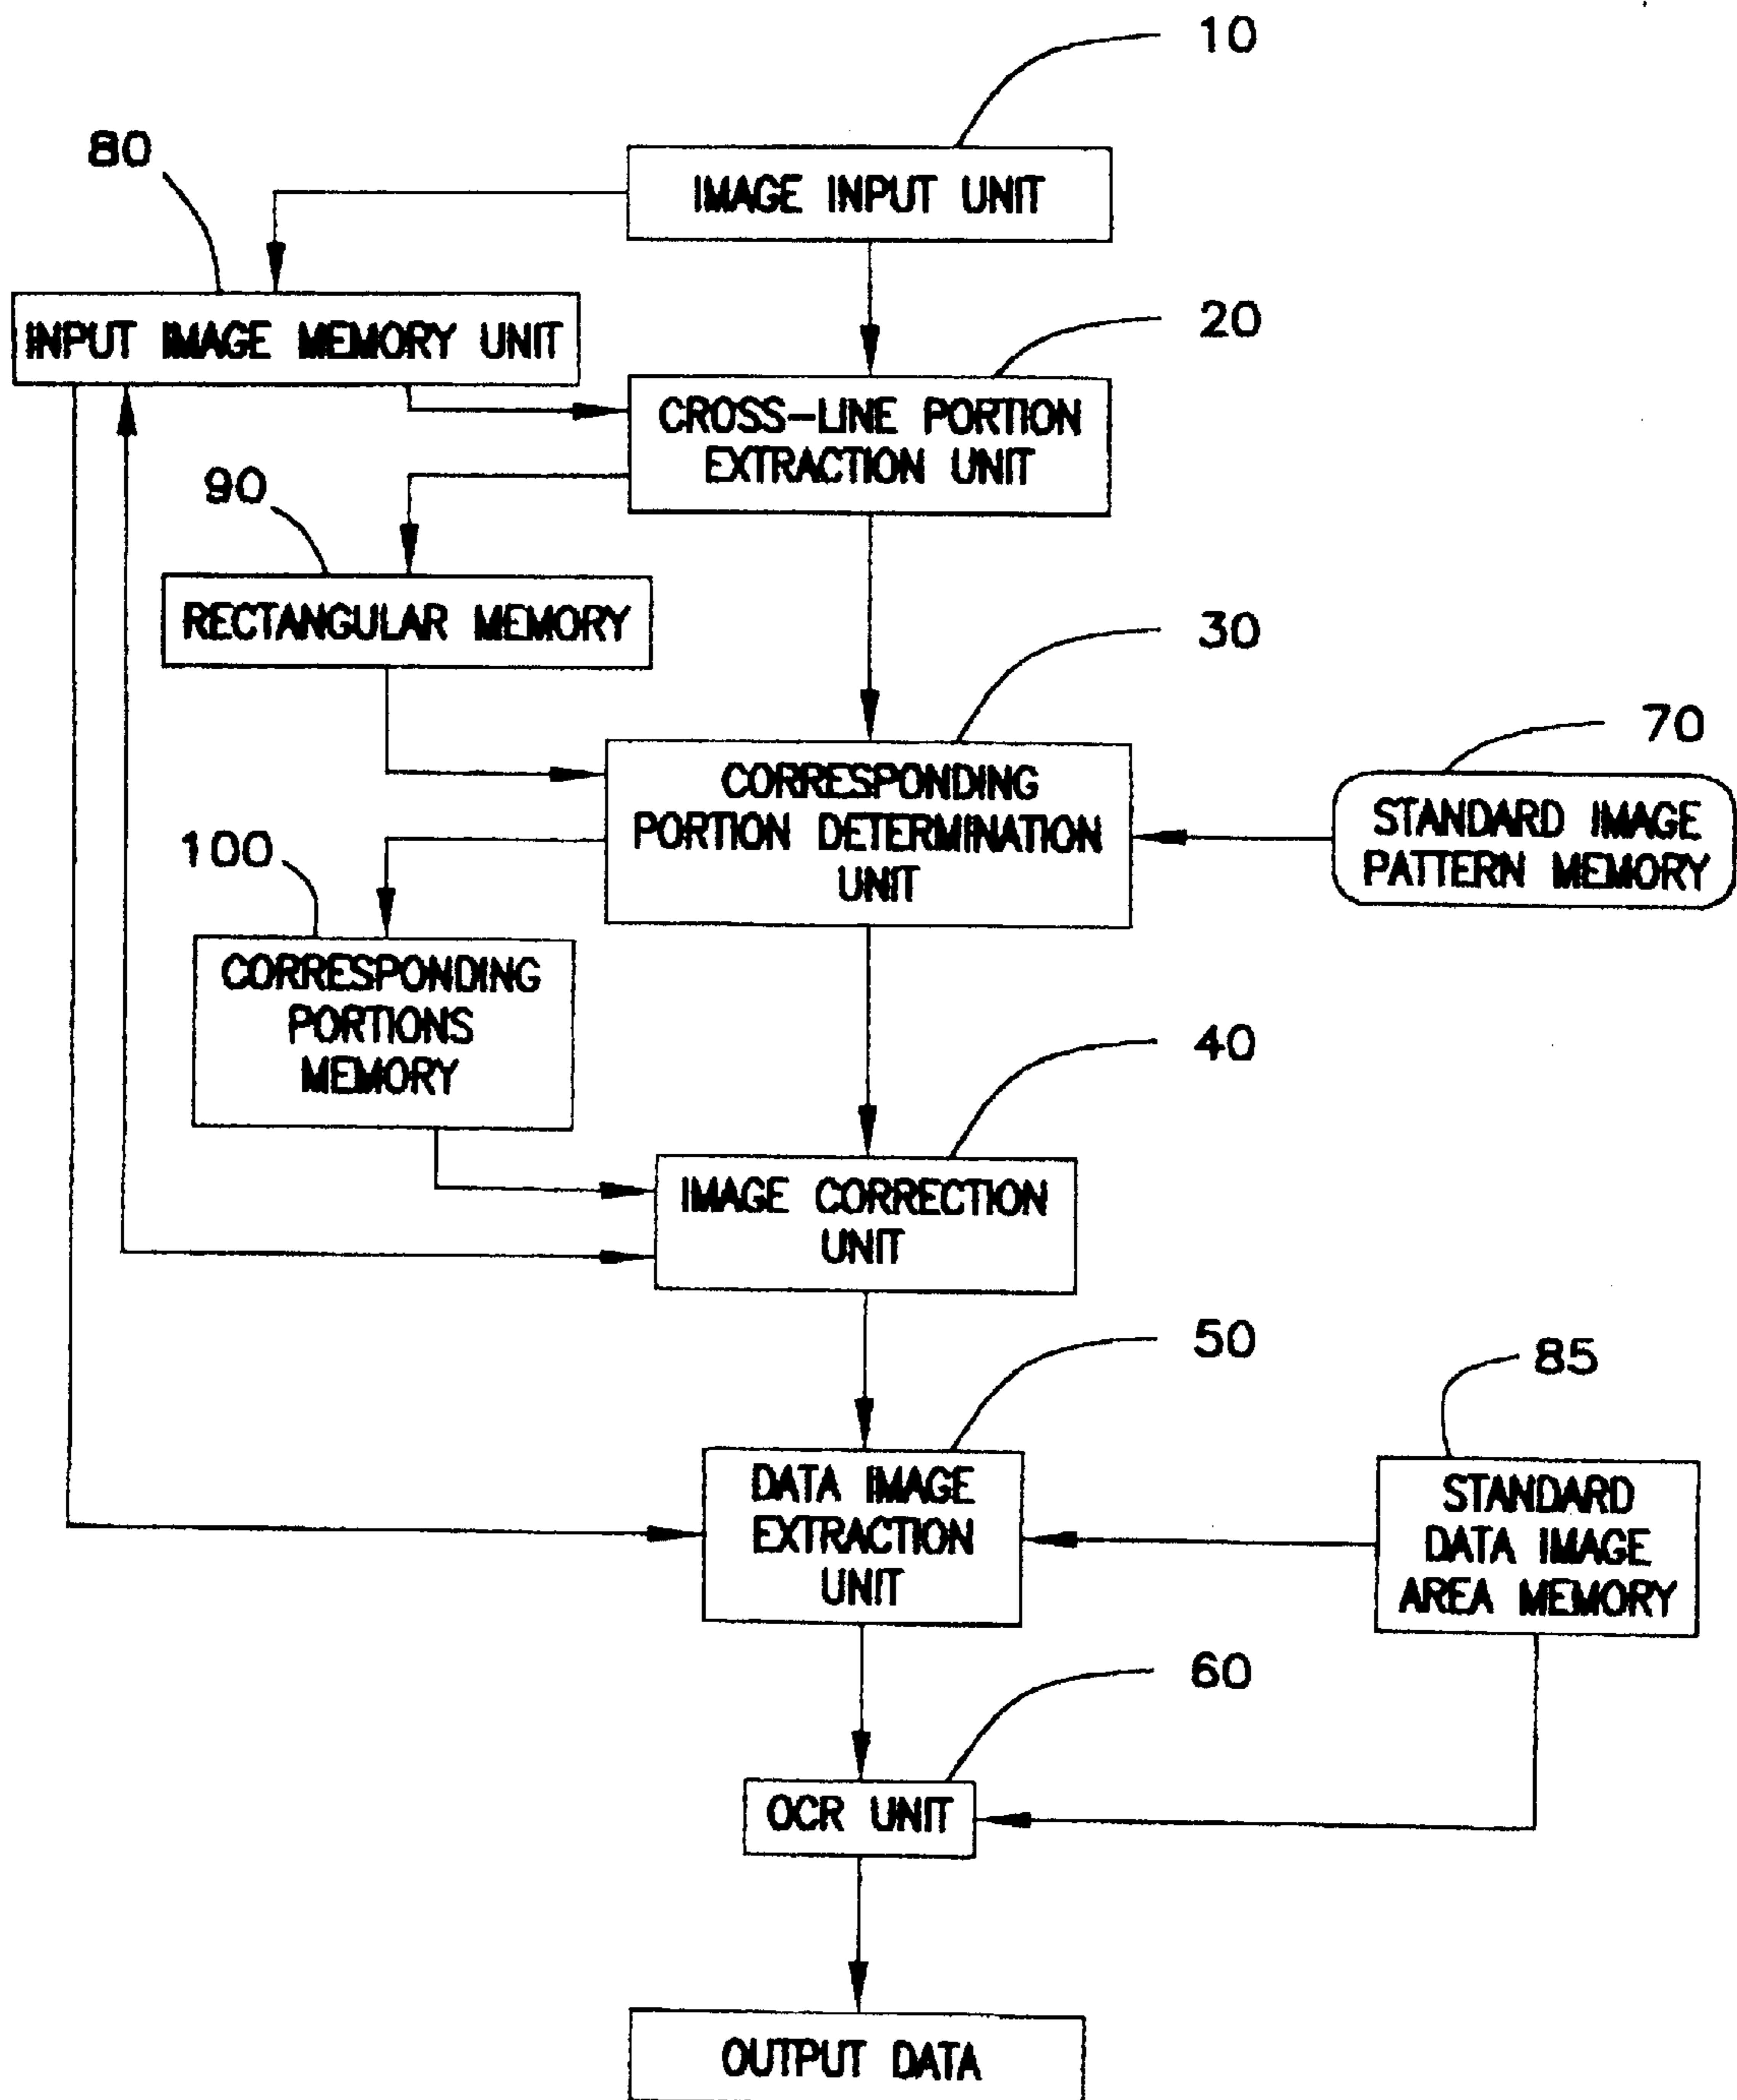 10
80
IMAGE INPUT UNIT
INPUT IMAGE MEMORY UNIT
20
CROSS-LINE PORTION
EXTRACTION UNIT
90
RECTANGULAR MEMORY
30
70
CORRESPONDING
PORTION DETERMINATION
UNIT
STANDARD IMAGE
PATTERN MEMORY
100
CORRESPONDING
PORTIONS
MEMORY
40
IMAGE CORRECTION
UNIT
50
85
DATA IMAGE
EXTRACTION
UNIT
STANDARD
DATA IMAGE
AREA MEMORY
60
OCR UNIT
OUTPUT DATA